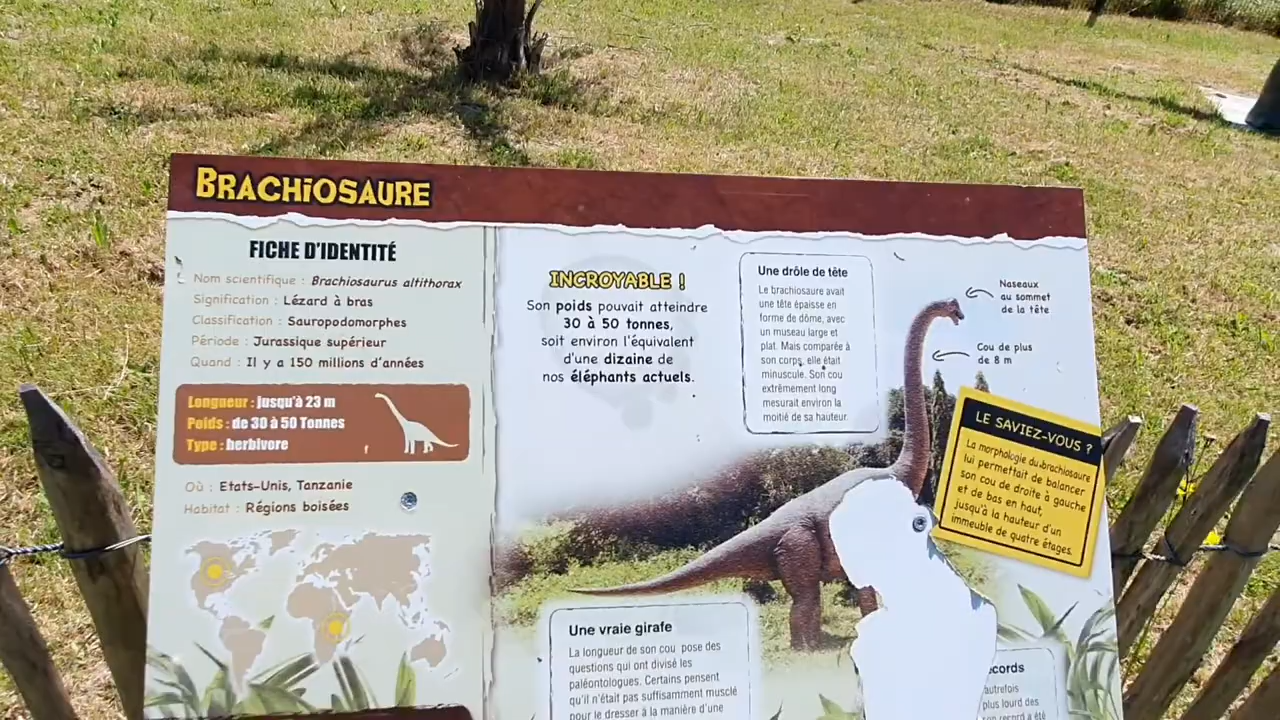 BRACHIOSAURE
FICHE D'IDENTITÉ
Nom scientifique : Brachiosaurus altithorax
Signification : Lézard à bras
Classification : Sauropodomorphes
Période : Jurassique supérieur
Quand : Il y a 150 millions d'années
Longueur : jusqu'à 23 m
Poids : de 30 à 50 Tonnes
Type : herbivore
Où : Etats-Unis, Tanzanie
Habitat : Régions boisées
INCROYABLE !
Son poids pouvait atteindre
30 à 50 tonnes,
soit environ l'équivalent
d'une dizaine de
nos éléphants actuels.
Une drôle de tête
Le brachiosaure avait
une tête épaisse en
forme de dôme, avec
un museau large et
plat. Mais comparée à
son corps, elle était
minuscule. Son cou
extrêmement long
mesurait environ la
moitié de sa hauteur.
Naseaux
au sommet
de la tête
Cou de plus
de 8 m
LE SAVIEZ-VOUS ?
La morphologie du brachiosaure
lui permettait de balancer
son cou de droite à gauche
et de bas en haut,
jusqu'à la hauteur d'un
immeuble de quatre étages.
Une vraie girafe
La longueur de son cou pose des
questions qui ont divisé les
paléontologues. Certains pensent
qu'il n'était pas suffisamment musclé
pour le dresser à la manière d'une
ecords
autrefois
plus lourd des
son record a été